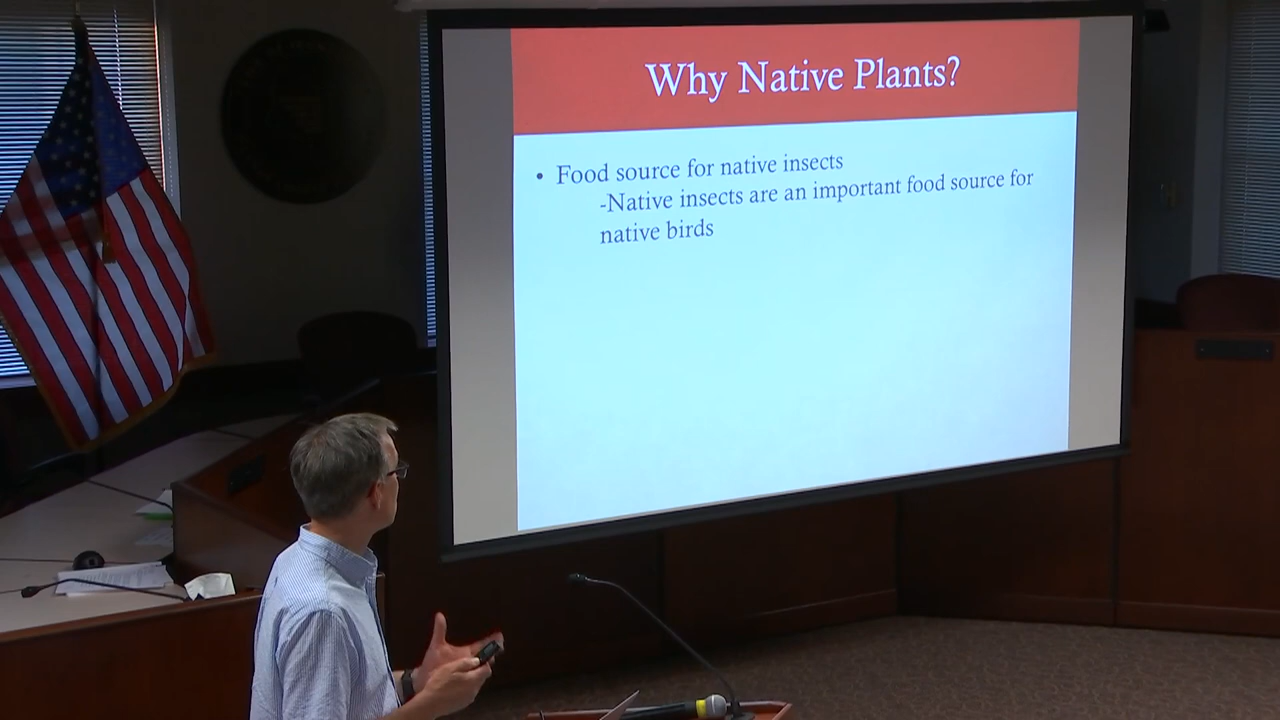 Why Native Plants?
• Food source for native insects
-Native insects are an important food source for
native birds